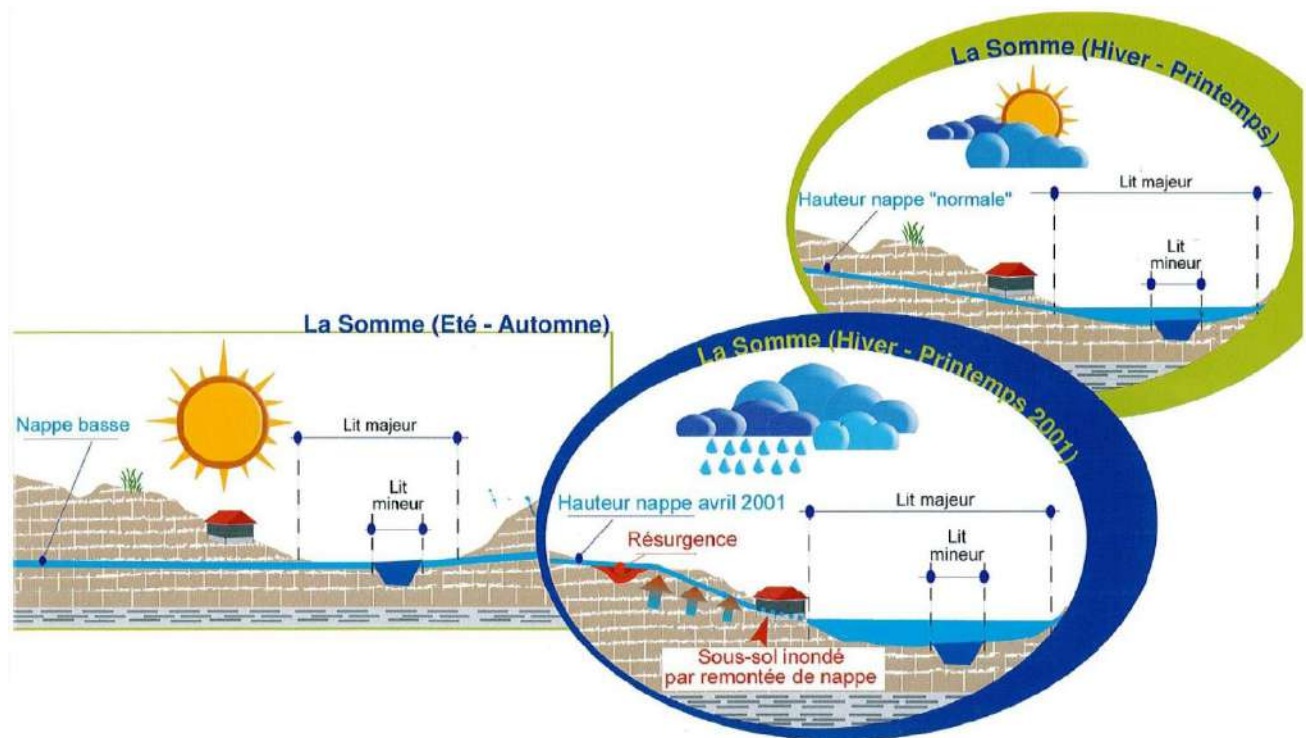 La Somme (Hiver - Printemps)
Lit majeur
Hauteur nappe "normale"
Lit
mineur
La Somme (Eté - Automne)
Nappe basse
Lit majeur
Lit
mineur
La Somme (Hiver - Printemps 2001)
Hauteur nappe avril 2001
Lit majeur
Résurgence
Lit
mineur
Sous-sol inondé
par remontée de nappe